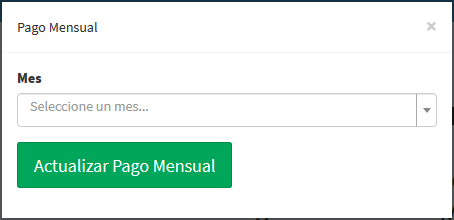 Pago Mensual ×
Mes
Seleccione un mes...
Actualizar Pago Mensual